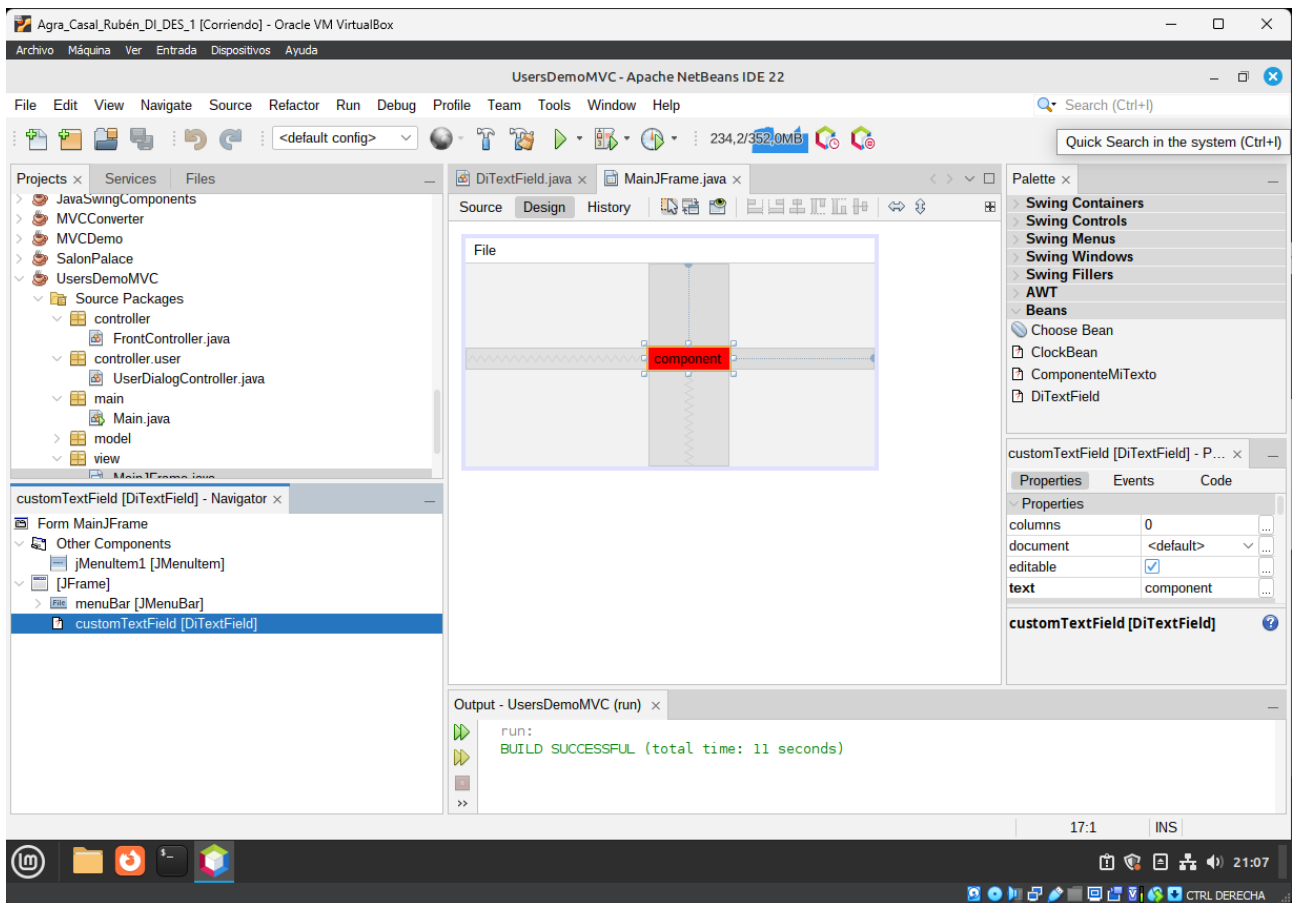 Agra_Casal_Rubén_DI_DES_1 [Corriendo] - Oracle VM VirtualBox
Archivo Máquina Ver Entrada Dispositivos Ayuda
UsersDemoMVC - Apache NetBeans IDE 22
File Edit View Navigate Source Refactor Run Debug Profile Team Tools Window Help
Search (Ctrl+I)
<default config>
234,2/352,0MB
Quick Search in the system (Ctrl+I)
Projects Services Files
JavaSwingComponents
MVCConverter
MVCDemo
SalonPalace
UsersDemoMVC
Source Packages
controller
FrontController.java
controller.user
UserDialogController.java
main
Main.java
model
view
MainJFrame.java
customTextField [DiTextField] - Navigator
Form MainJFrame
Other Components
jMenuItem1 [JMenuItem]
[JFrame]
File
menuBar [JMenuBar]
customTextField [DiTextField]
DiTextField.java MainJFrame.java
Source Design History
File
component
Output - UsersDemoMVC (run)
run:
BUILD SUCCESSFUL (total time: 11 seconds)
Palette
Swing Containers
Swing Controls
Swing Menus
Swing Windows
Swing Fillers
AWT
Beans
Choose Bean
ClockBean
ComponenteMiTexto
DiTextField
customTextField [DiTextField] - P...
Properties Events Code
Properties
columns 0 ...
document <default> ...
editable ...
text component ...
customTextField [DiTextField]
17:1 INS
21:07
CTRL DERECHA